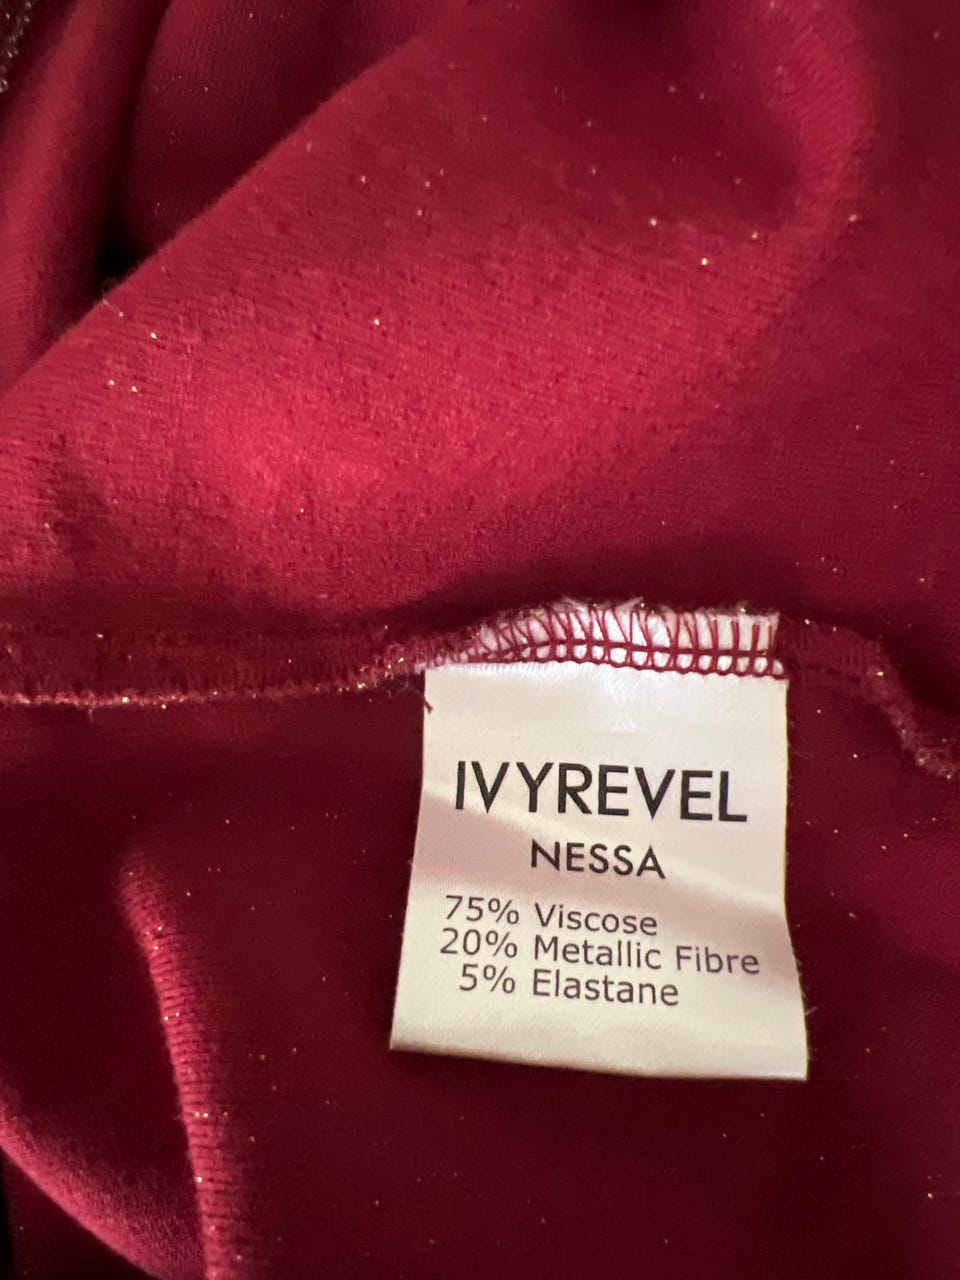 IVYREVEL
NESSA
75% Viscose
20% Metallic Fibre
5% Elastane